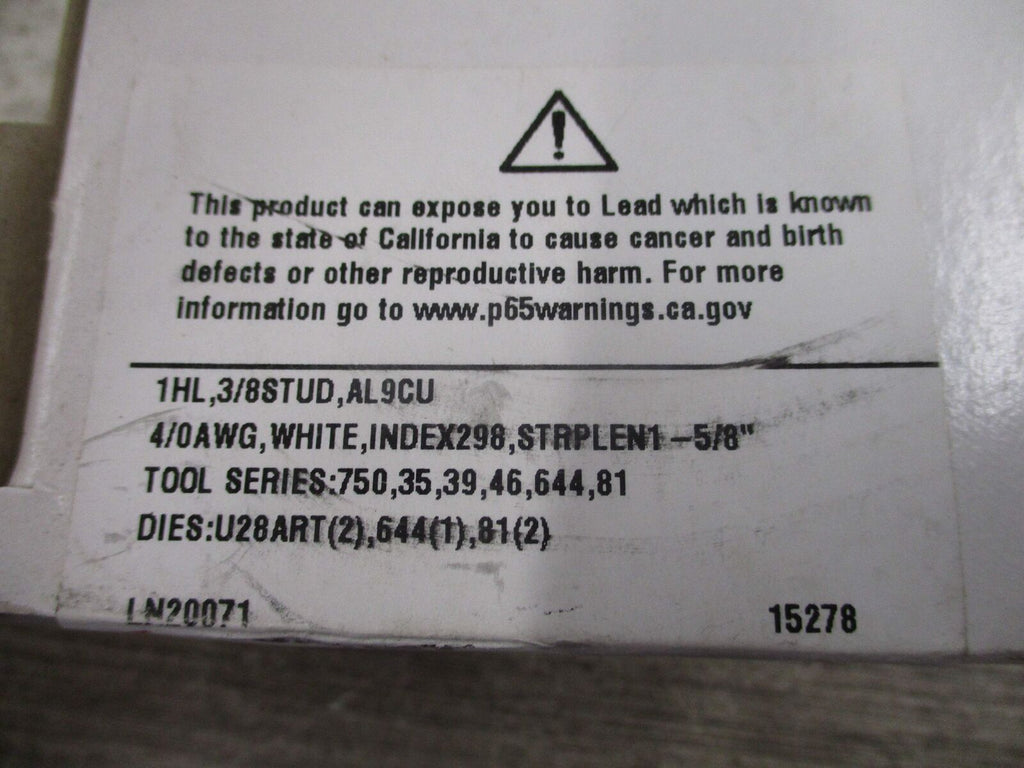 This product can expose you to Lead which is known
to the state of California to cause cancer and birth
defects or other reproductive harm. For more
information go to www.p65warnings.ca.gov
1HL,3/8STUD,AL9CU
4/0AWG,WHITE,INDEX298,STRPLEN1-5/8"
TOOL SERIES:750,35,39,46,644,81
DIES:U28ART(2),644(1),81(2)
LN20071 15278